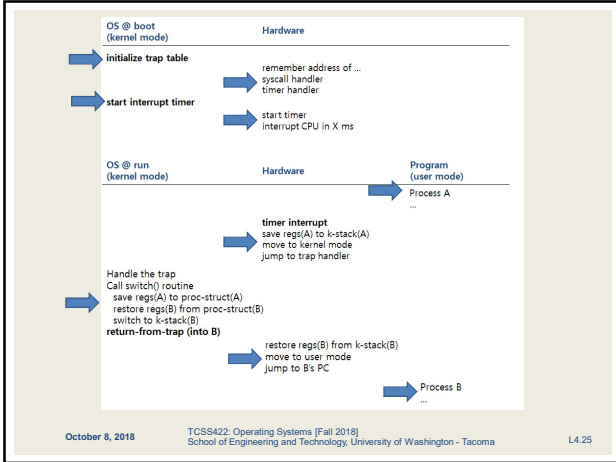 OS @ boot
(kernel mode)
Hardware
initialize trap table
remember address of ...
syscall handler
timer handler
start interrupt timer
start timer
interrupt CPU in X ms
OS @ run
(kernel mode)
Hardware
Program
(user mode)
Process A
...
timer interrupt
save regs(A) to k-stack(A)
move to kernel mode
jump to trap handler
Handle the trap
Call switch() routine
save regs(A) to proc-struct(A)
restore regs(B) from proc-struct(B)
switch to k-stack(B)
return-from-trap (into B)
restore regs(B) from k-stack(B)
move to user mode
jump to B's PC
Process B
...
October 8, 2018
TCSS422: Operating Systems [Fall 2018]
School of Engineering and Technology, University of Washington - Tacoma
L4.25